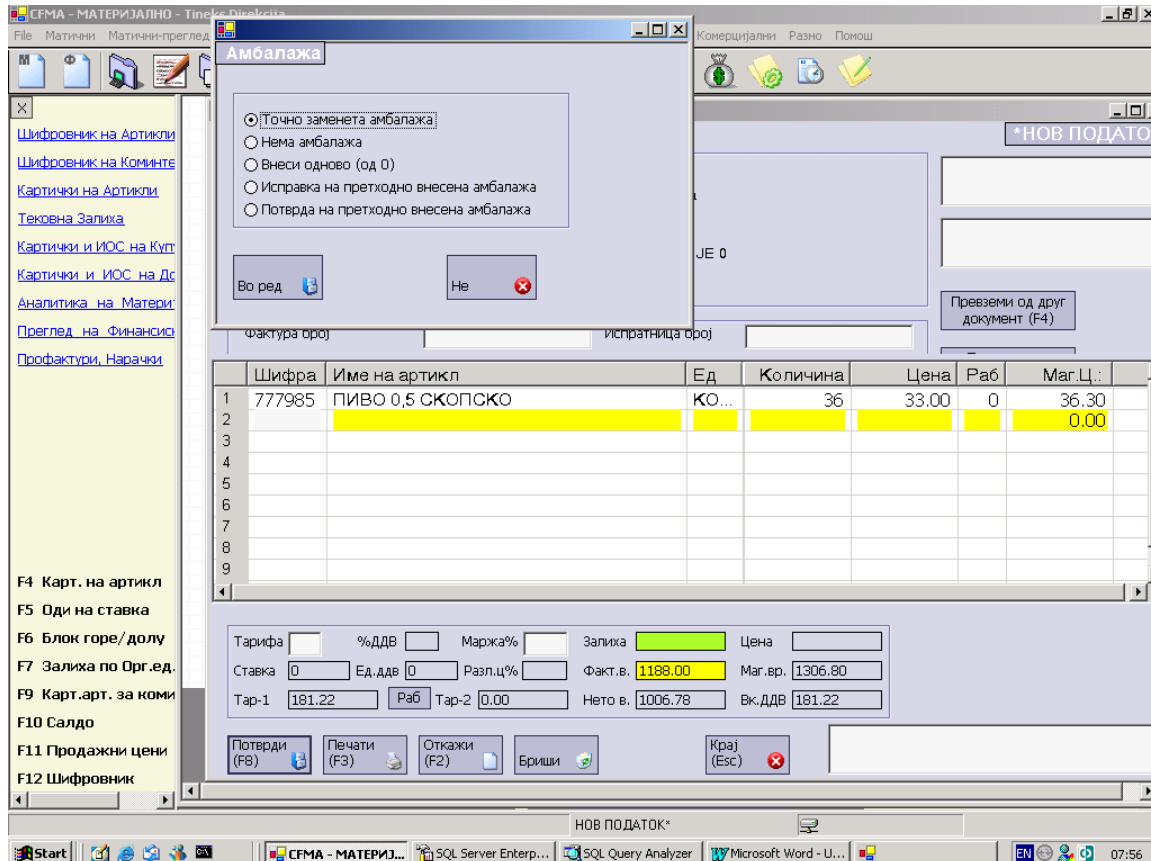 CFMA - МАТЕРИЈАЛНО - Tineks Direkcija
File Матични Матични-преглед Комерцијални Разно Помош
Амбалажа
Точно заменета амбалажа
Нема амбалажа
Внеси одново (од 0)
Исправка на претходно внесена амбалажа
Потврда на претходно внесена амбалажа
Во ред Не
X
Шифровник на Артикли
Шифровник на Коминте
Картички на Артикли
Тековна Залиха
Картички и ИОС на Куп
Картички и ИОС на До
Аналитика на Матери
Преглед на Финансис
Профактури, Нарачки
F4 Карт. на артикл
F5 Оди на ставка
F6 Блок горе/долу
F7 Залиха по Орг.ед.
F9 Карт.арт. за коми
F10 Салдо
F11 Продажни цени
F12 Шифровник
*НОВ ПОДАТО
ЈЕ 0
Превземи од друг
документ (F4)
Фактура број Испратница број
Шифра Име на артикл Ед Количина Цена Раб Маг.Ц.:
1 777985 ПИВО 0,5 СКОПСКО КО... 36 33.00 0 36.30
2 0.00
3
4
5
6
7
8
9
Тарифа %ДДВ Маржа% Залиха Цена
Ставка 0 Ед.ддв 0 Разл.ц% Факт.в. 1188.00 Маг.вр. 1306.80
Тар-1 181.22 Раб Тар-2 0.00 Нето в. 1006.78 Вк.ДДВ 181.22
Потврди (F8) Печати (F3) Откажи (F2) Бриши Крај (Esc)
НОВ ПОДАТОК*
Start CFMA - МАТЕРИЈ... SQL Server Enterp... SQL Query Analyzer Microsoft Word - U... EN 07:56